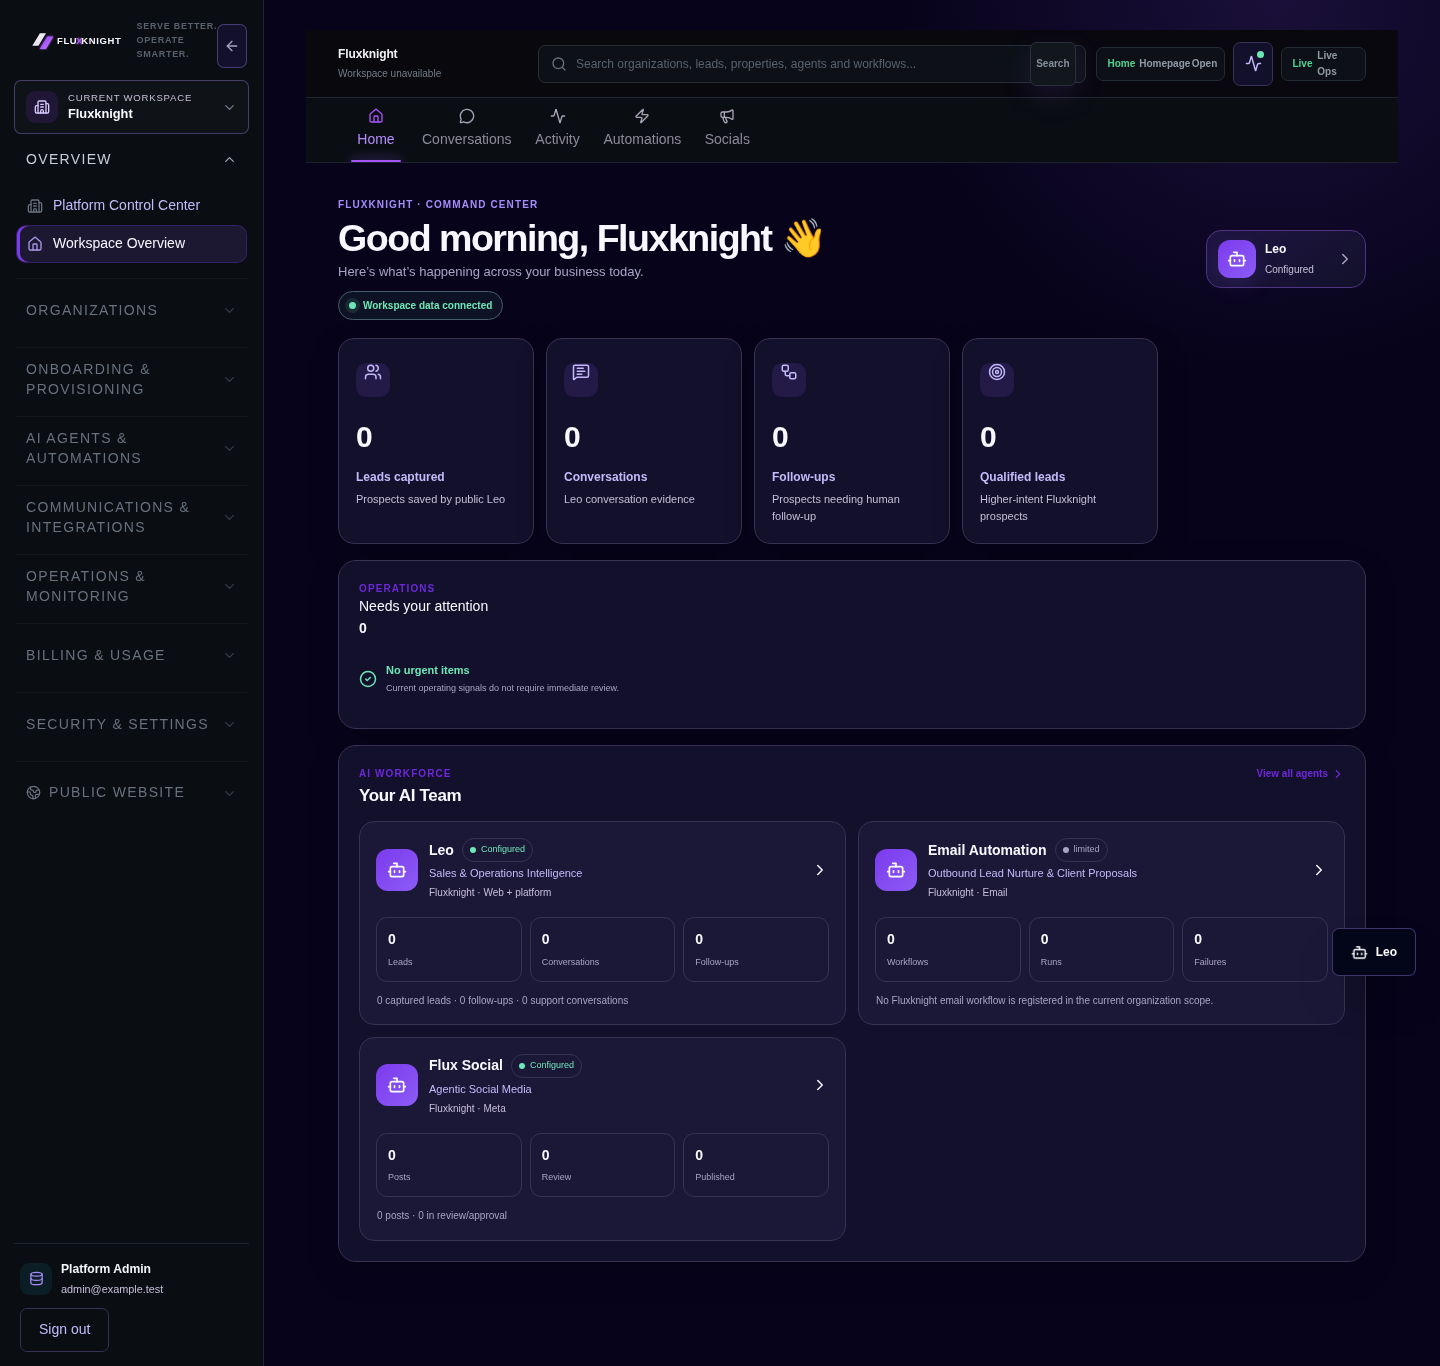 FLUXKNIGHT
SERVE BETTER.
OPERATE
SMARTER.
CURRENT WORKSPACE
Fluxknight
OVERVIEW
Platform Control Center
Workspace Overview
ORGANIZATIONS
ONBOARDING &
PROVISIONING
AI AGENTS &
AUTOMATIONS
COMMUNICATIONS &
INTEGRATIONS
OPERATIONS &
MONITORING
BILLING & USAGE
SECURITY & SETTINGS
PUBLIC WEBSITE
Platform Admin
admin@example.test
Sign out
Fluxknight
Workspace unavailable
Search organizations, leads, properties, agents and workflows...
Search
Home Homepage Open
Live Live Ops
Home
Conversations
Activity
Automations
Socials
FLUXKNIGHT · COMMAND CENTER
Good morning, Fluxknight 👋
Here's what's happening across your business today.
Workspace data connected
Leo
Configured
0
Leads captured
Prospects saved by public Leo
0
Conversations
Leo conversation evidence
0
Follow-ups
Prospects needing human
follow-up
0
Qualified leads
Higher-intent Fluxknight
prospects
OPERATIONS
Needs your attention
0
No urgent items
Current operating signals do not require immediate review.
AI WORKFORCE
View all agents
Your AI Team
Leo Configured
Sales & Operations Intelligence
Fluxknight · Web + platform
0
Leads
0
Conversations
0
Follow-ups
0 captured leads · 0 follow-ups · 0 support conversations
Email Automation limited
Outbound Lead Nurture & Client Proposals
Fluxknight · Email
0
Workflows
0
Runs
0
Failures
No Fluxknight email workflow is registered in the current organization scope.
Leo
Flux Social Configured
Agentic Social Media
Fluxknight · Meta
0
Posts
0
Review
0
Published
0 posts · 0 in review/approval